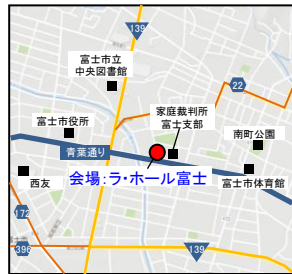 139
富士市立
中央図書館
22
富士市役所
家庭裁判所
富士支部
南町公園
青葉通り
西友
会場:ラ・ホール富士
富士市体育館
172
396
139